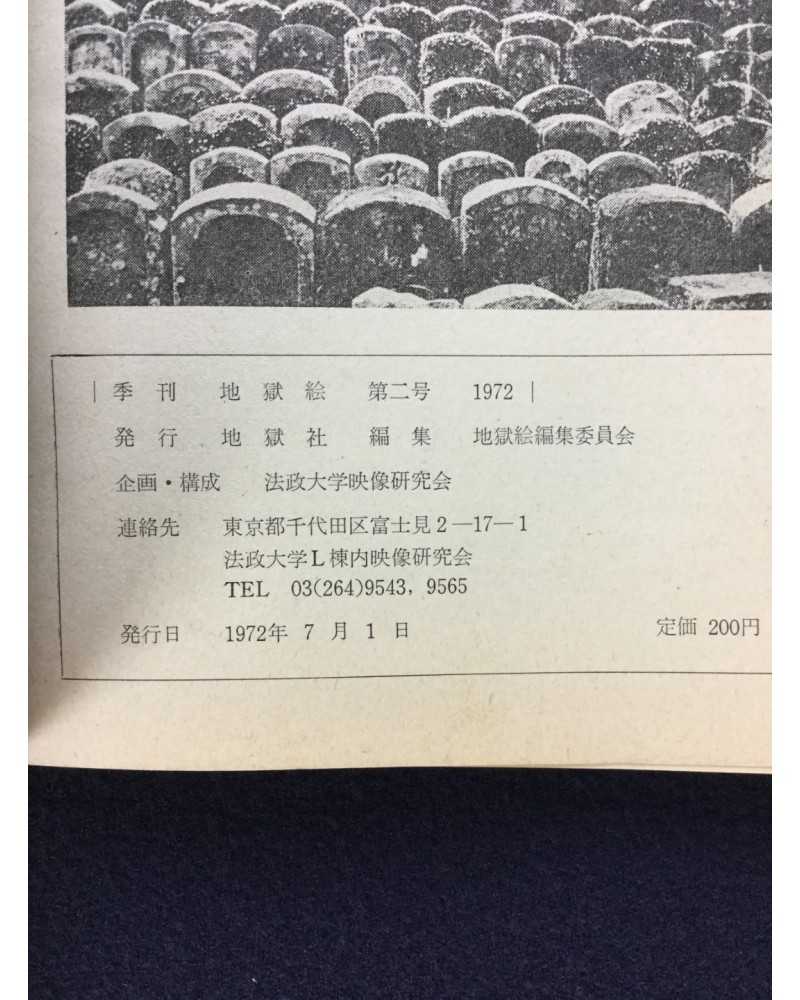 |季刊 地獄絵 第二号 1972|
発行 地獄社 編集 地獄絵編集委員会
企画・構成 法政大学映像研究会
連絡先 東京都千代田区富士見2―17―1
法政大学L棟内映像研究会
TEL 03(264)9543, 9565
発行日 1972年7月1日 定価 200円